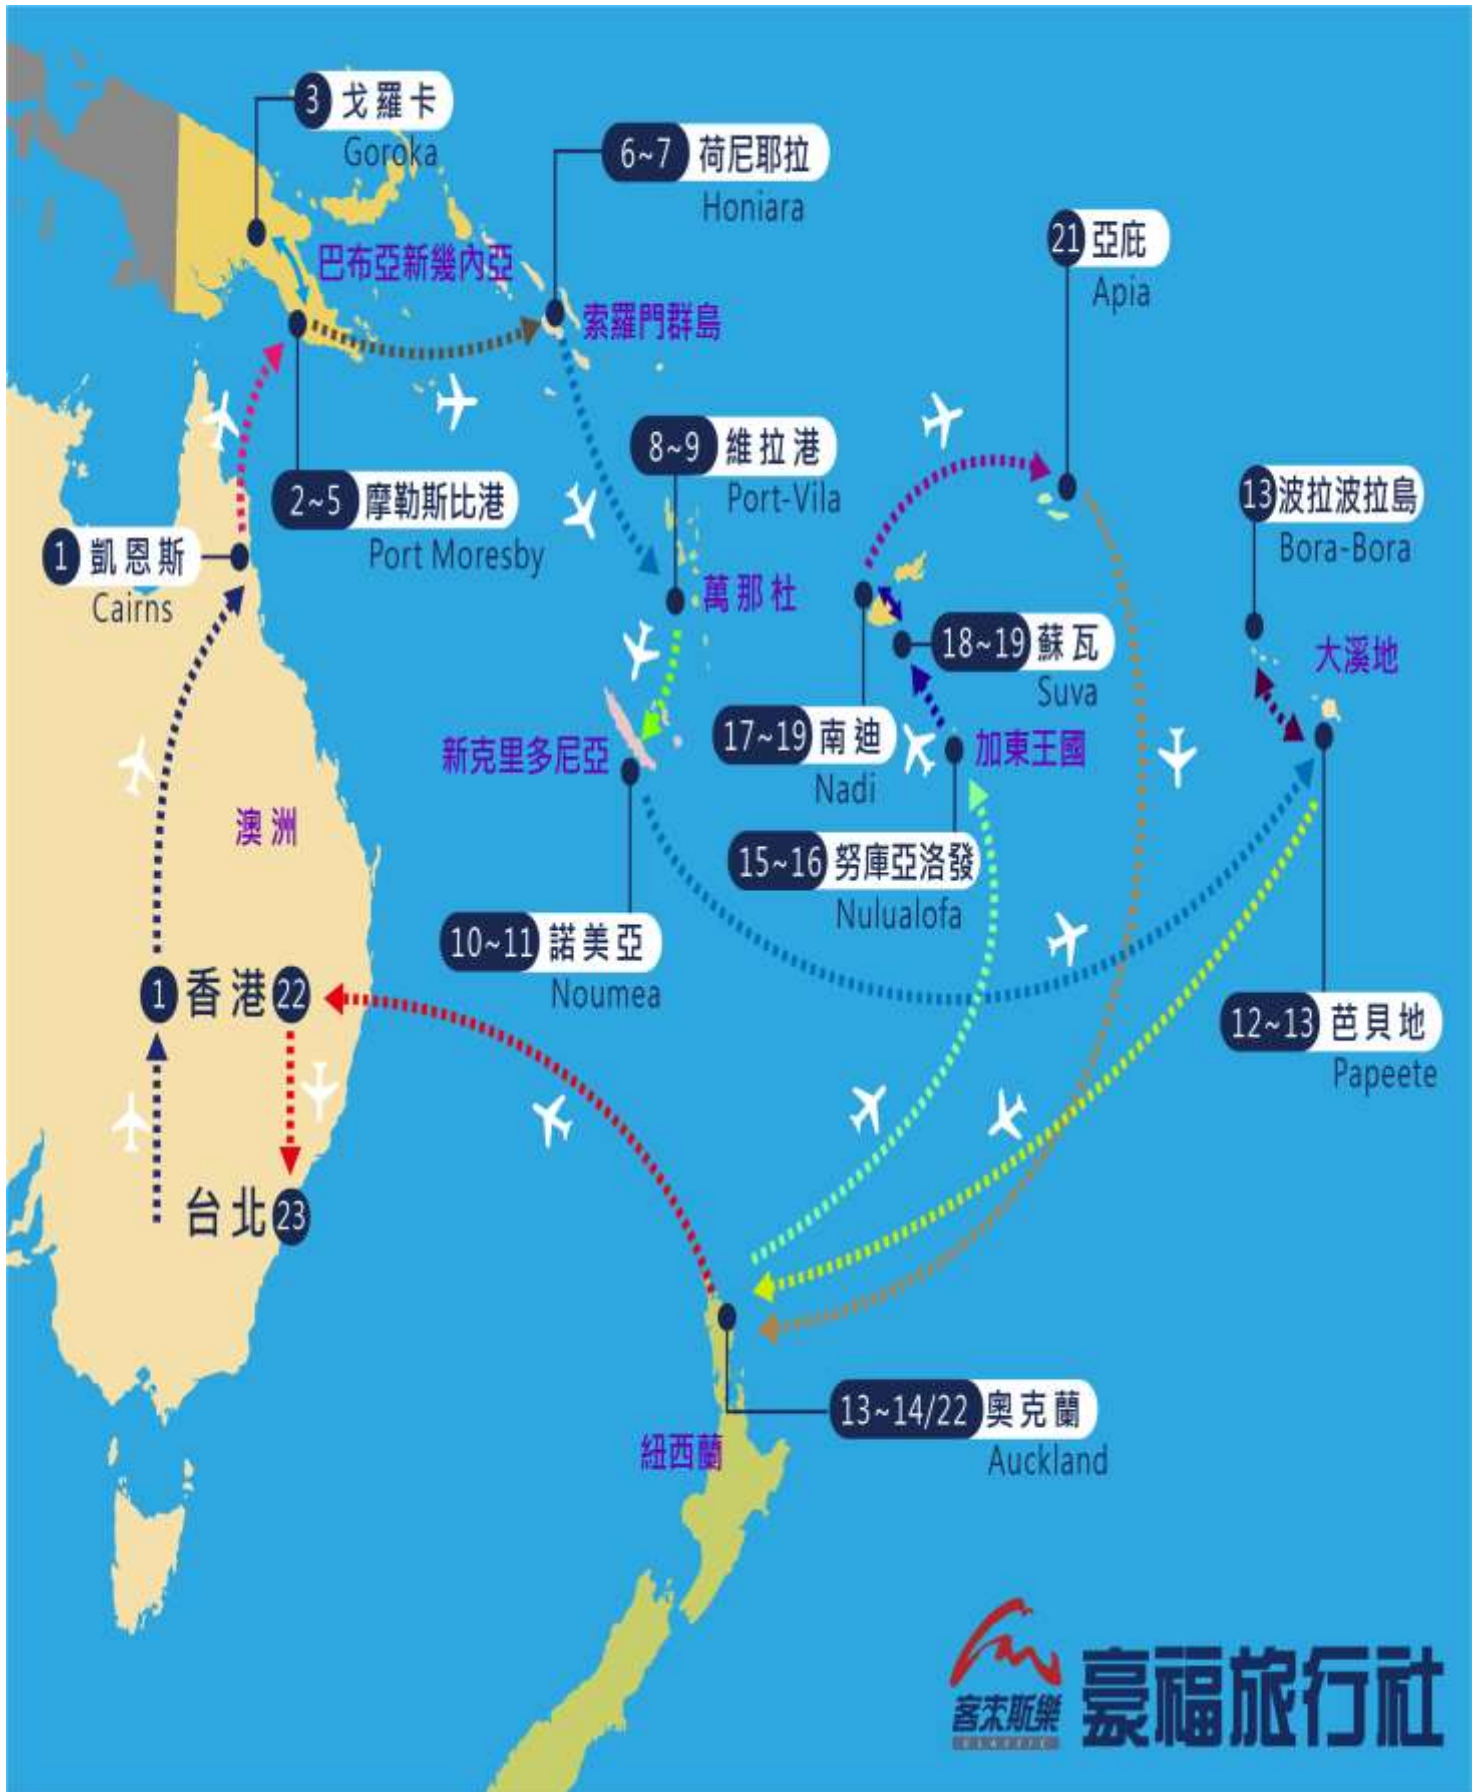 3 戈羅卡
Goroka
6~7 荷尼耶拉
Honiara
21 亞庇
Apia
巴布亞新幾內亞
索羅門群島
8~9 維拉港
Port-Vila
2~5 摩勒斯比港
Port Moresby
13 波拉波拉島
Bora-Bora
1 凱恩斯
Cairns
萬那杜
18~19 蘇瓦
Suva
大溪地
17~19 南迪
Nadi
新克里多尼亞
加東王國
澳洲
15~16 努庫亞洛發
Nulualofa
10~11 諾美亞
Noumea
1 香港 22
12~13 芭貝地
Papeete
台北 23
13~14/22 奧克蘭
Auckland
紐西蘭
客來斯樂
豪福旅行社